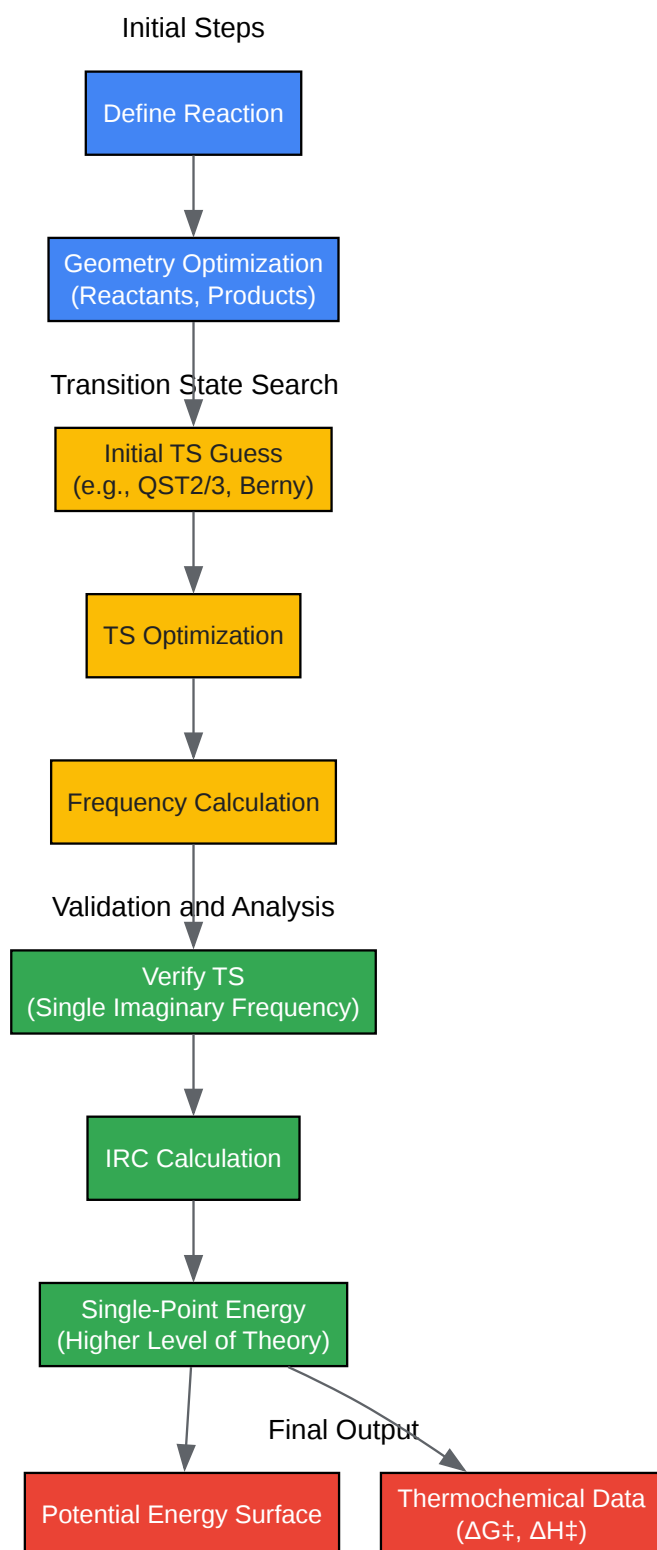 Initial Steps
Define Reaction
Geometry Optimization
(Reactants, Products)
Transition State Search
Initial TS Guess
(e.g., QST2/3, Berny)
TS Optimization
Frequency Calculation
Validation and Analysis
Verify TS
(Single Imaginary Frequency)
IRC Calculation
Single-Point Energy
(Higher Level of Theory)
Final Output
Potential Energy Surface
Thermochemical Data
(ΔG‡, ΔH‡)